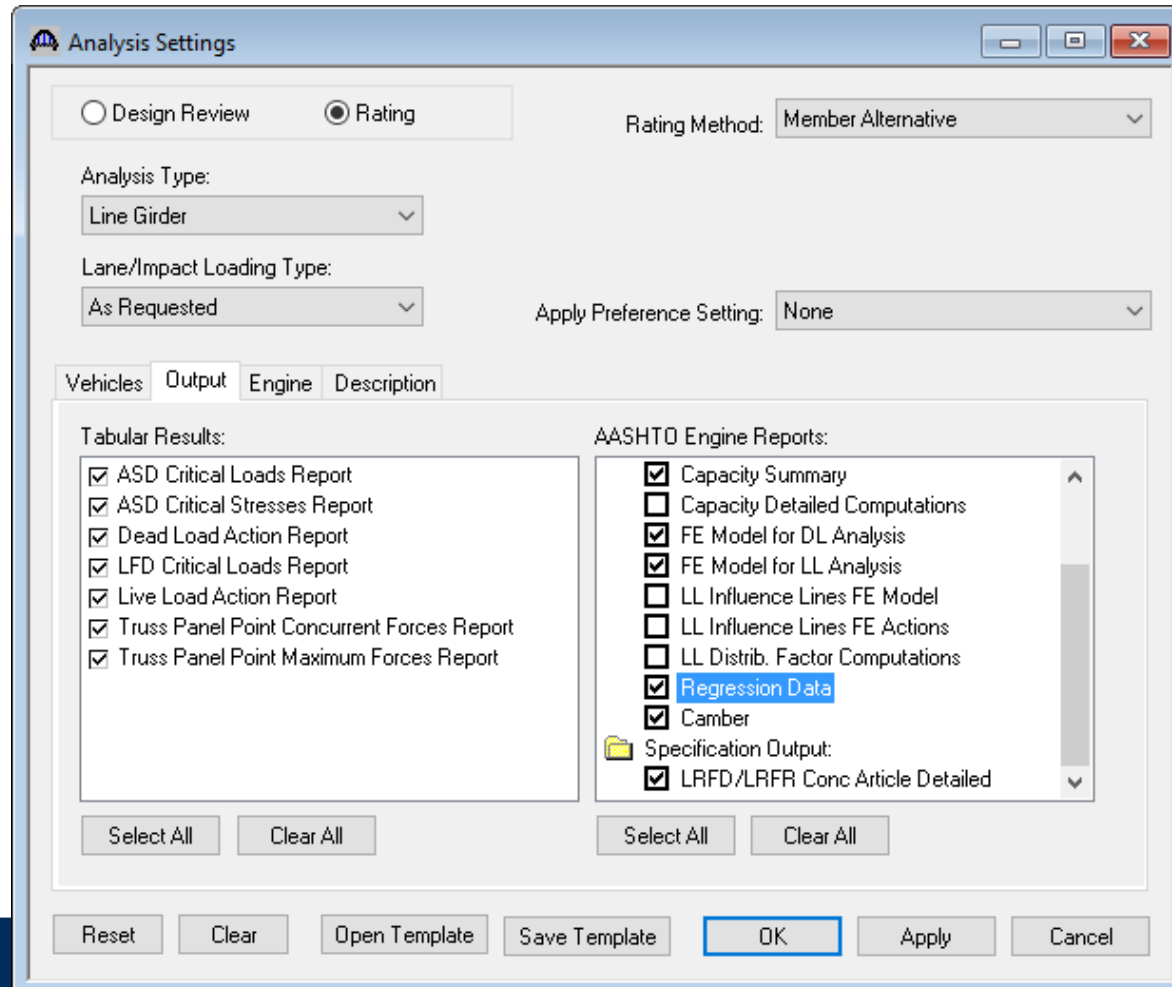 Analysis Settings
Design Review
Rating
Rating Method: Member Alternative
Analysis Type:
Line Girder
Lane/Impact Loading Type:
As Requested
Apply Preference Setting: None
Vehicles Output Engine Description
Tabular Results:
ASD Critical Loads Report
ASD Critical Stresses Report
Dead Load Action Report
LFD Critical Loads Report
Live Load Action Report
Truss Panel Point Concurrent Forces Report
Truss Panel Point Maximum Forces Report
Select All Clear All
AASHTO Engine Reports:
Capacity Summary
Capacity Detailed Computations
FE Model for DL Analysis
FE Model for LL Analysis
LL Influence Lines FE Model
LL Influence Lines FE Actions
LL Distrib. Factor Computations
Regression Data
Camber
Specification Output:
LRFD/LRFR Conc Article Detailed
Select All Clear All
Reset Clear Open Template Save Template OK Apply Cancel